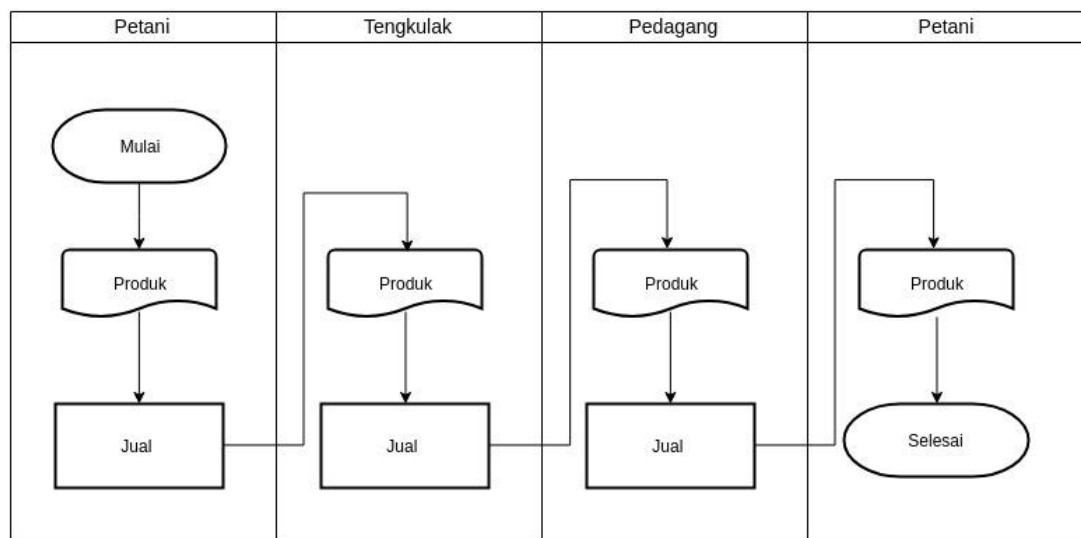 Petani
Tengkulak
Pedagang
Petani
Mulai
Produk
Produk
Produk
Produk
Jual
Jual
Jual
Selesai